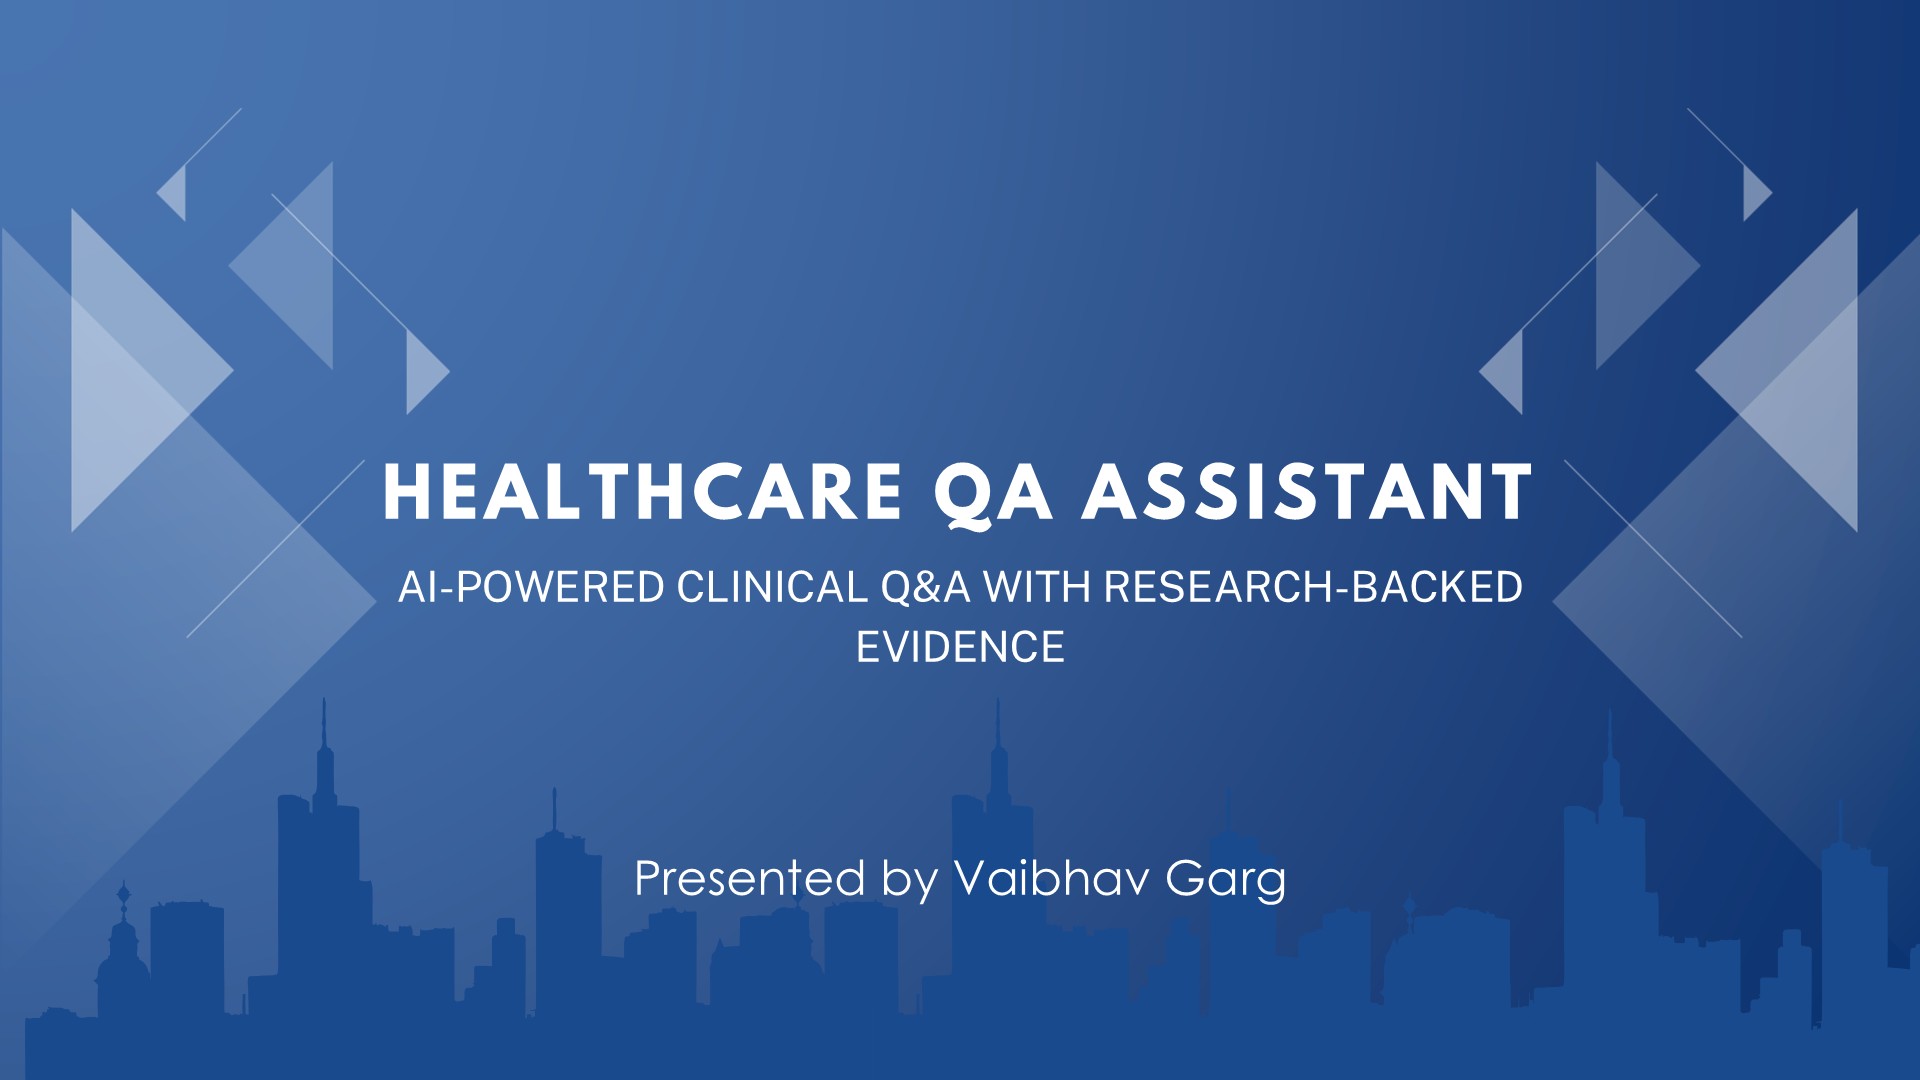 HEALTHCARE QA ASSISTANT
AI-POWERED CLINICAL Q&A WITH RESEARCH-BACKED
EVIDENCE
Presented by Vaibhav Garg